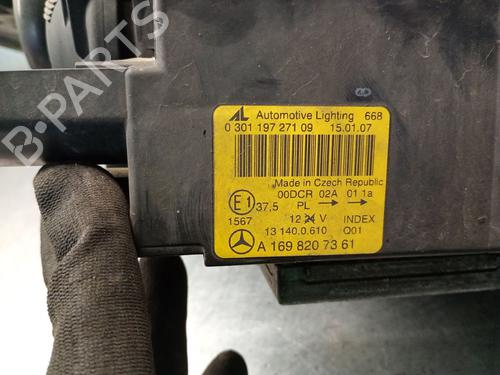 B-PARTS
AL Automotive Lighting 668
0 301 197 271 09 15.01.07
Made in Czech Republic
00DCR 02A 01 1a
E1 37,5 PL → →
1567 12 24 V INDEX
13 140.0.610 Q01
A 169 820 73 61